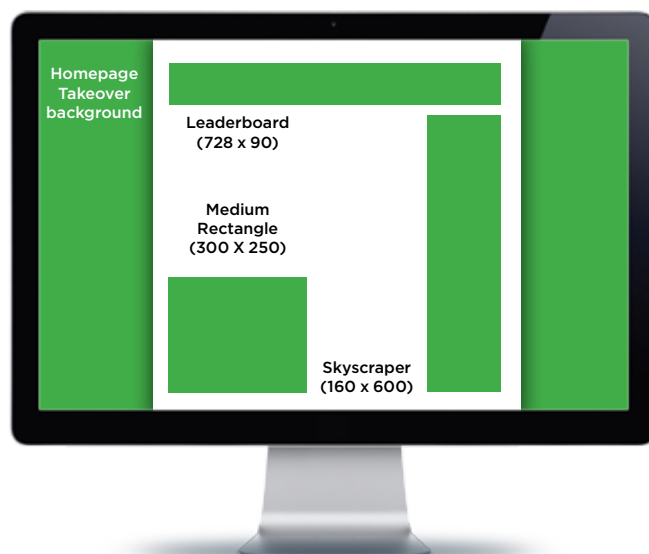 Homepage
Takeover
background
Leaderboard
(728 x 90)
Medium
Rectangle
(300 X 250)
Skyscraper
(160 x 600)